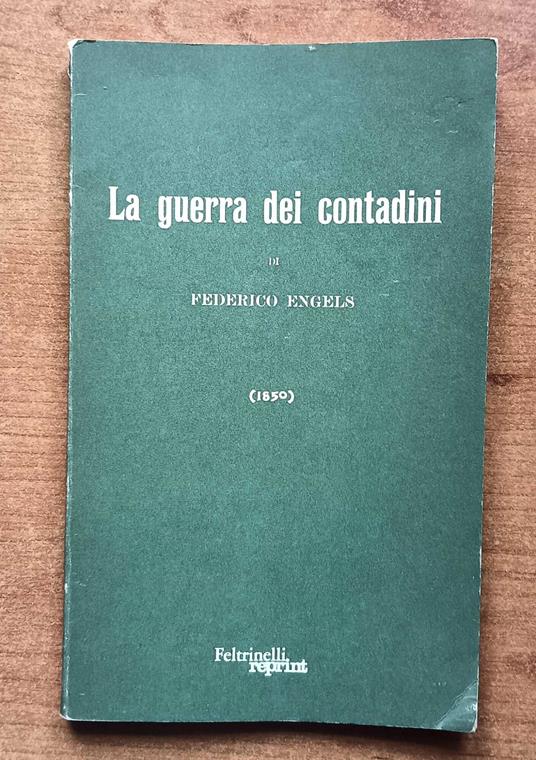 La guerra dei contadini
DI
FEDERICO ENGELS
(1850)
Feltrinelli
reprint